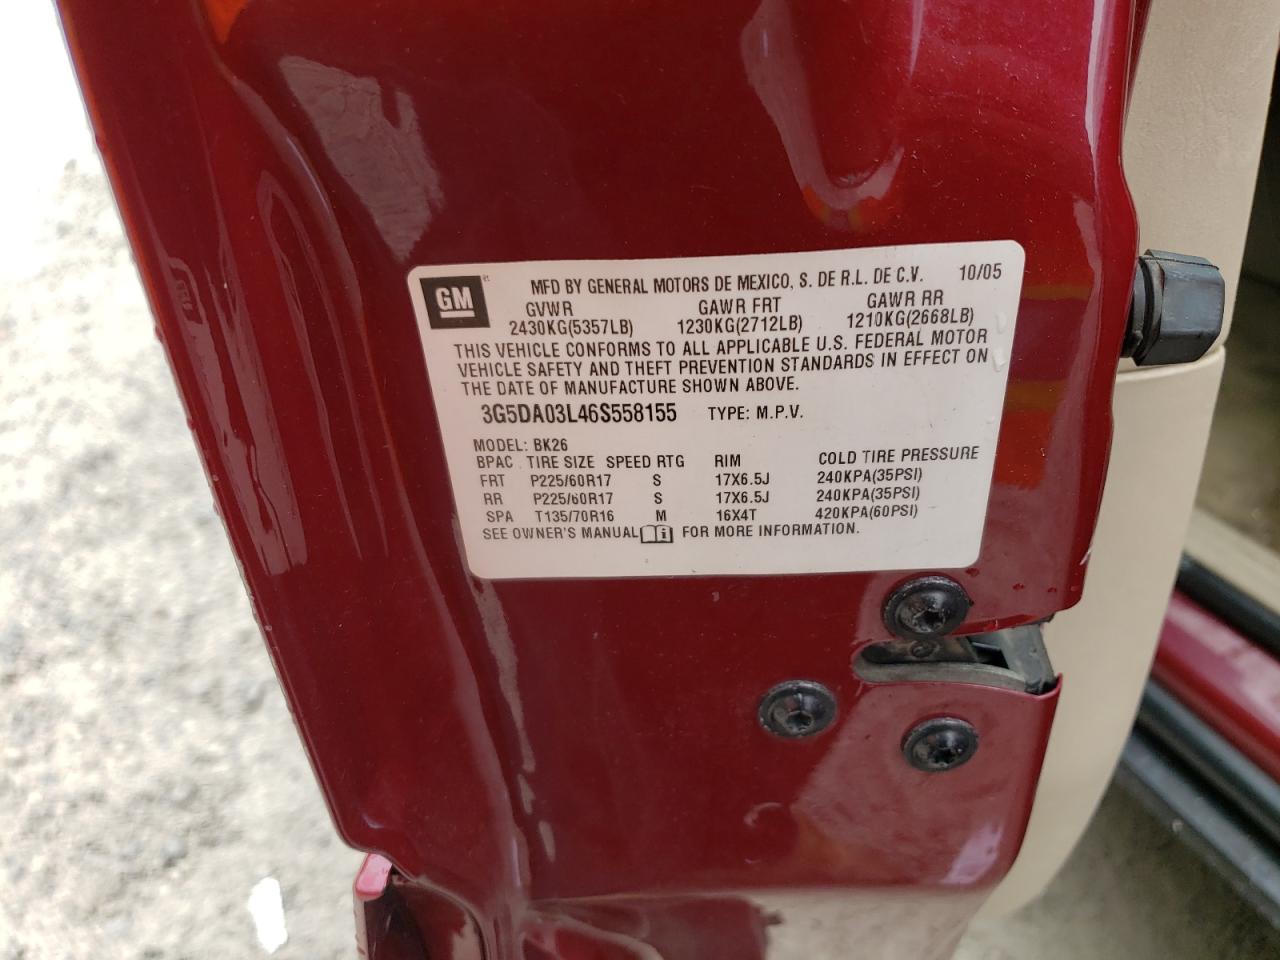 GM
MFD BY GENERAL MOTORS DE MEXICO, S. DE R.L. DE C.V. 10/05
GVWR GAWR FRT GAWR RR
2430KG(5357LB) 1230KG(2712LB) 1210KG(2668LB)
THIS VEHICLE CONFORMS TO ALL APPLICABLE U.S. FEDERAL MOTOR
VEHICLE SAFETY AND THEFT PREVENTION STANDARDS IN EFFECT ON
THE DATE OF MANUFACTURE SHOWN ABOVE.
3G5DA03L46S558155 TYPE: M.P.V.
MODEL: BK26
BPAC TIRE SIZE SPEED RTG RIM COLD TIRE PRESSURE
FRT P225/60R17 S 17X6.5J 240KPA(35PSI)
RR P225/60R17 S 17X6.5J 240KPA(35PSI)
SPA T135/70R16 M 16X4T 420KPA(60PSI)
SEE OWNER'S MANUAL i FOR MORE INFORMATION.